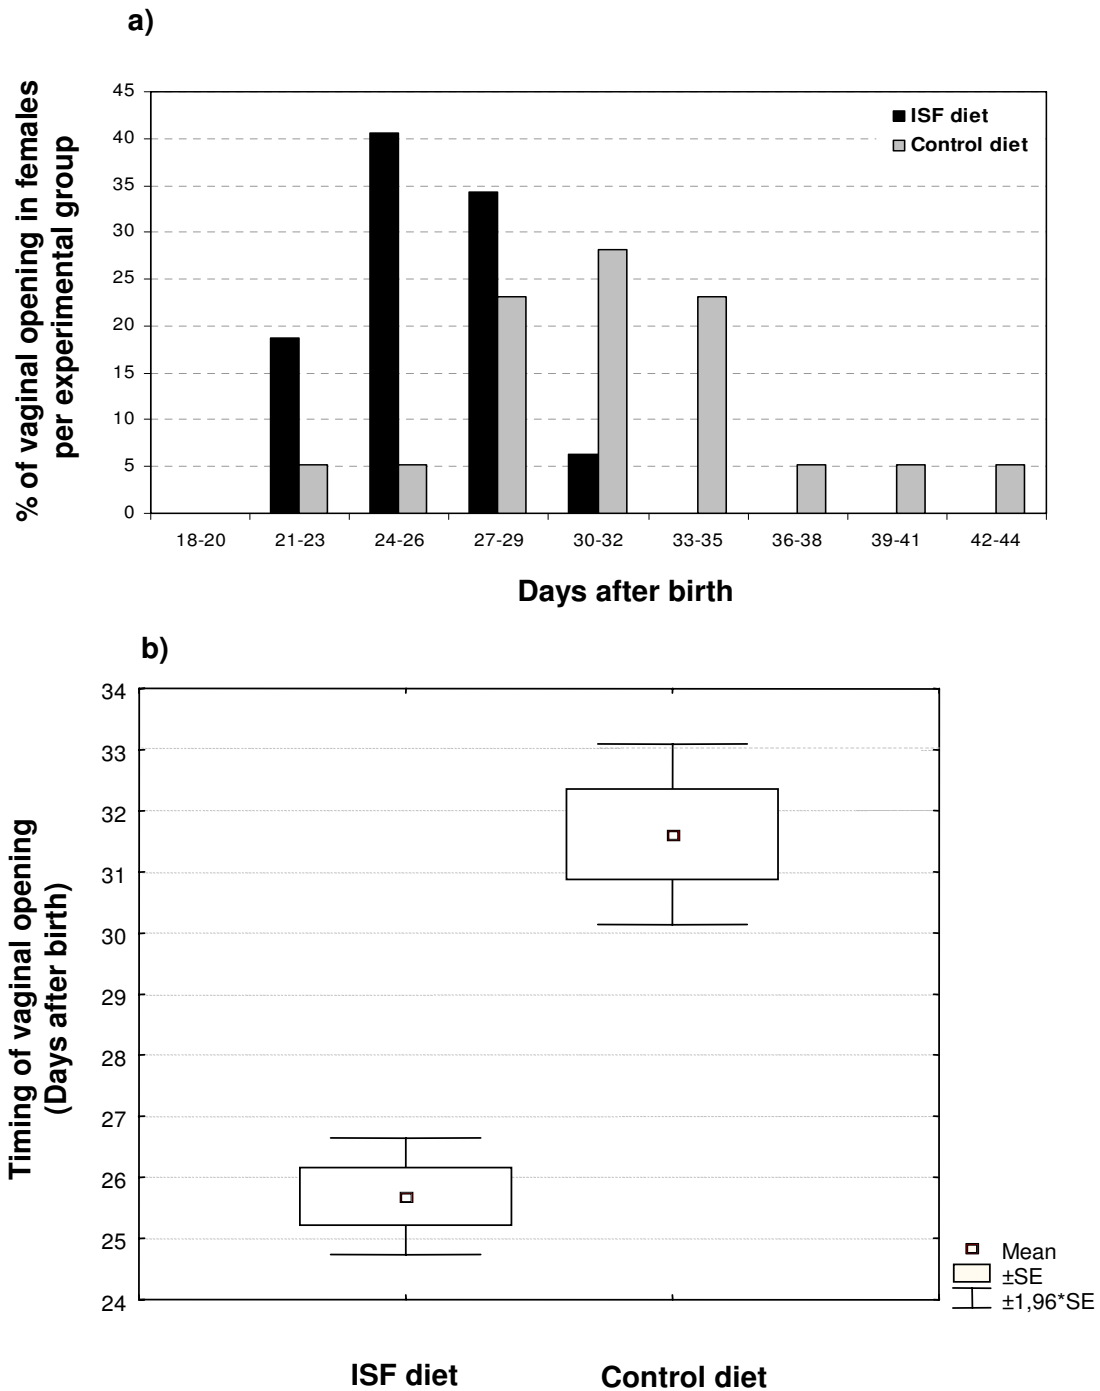 a)
% of vaginal opening in females
per experimental group
45
40
35
30
25
20
15
10
5
0
ISF diet
Control diet
18-20 21-23 24-26 27-29 30-32 33-35 36-38 39-41 42-44
Days after birth
b)
Timing of vaginal opening
(Days after birth)
34
33
32
31
30
29
28
27
26
25
24
Mean
±SE
±1,96*SE
ISF diet Control diet